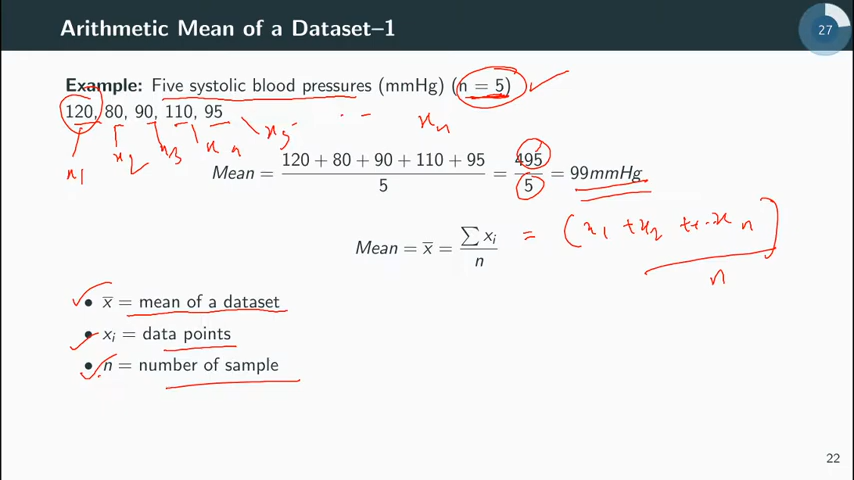 Arithmetic Mean of a Dataset–1
27
Example: Five systolic blood pressures (mmHg) (n = 5)
120, 80, 90, 110, 95
x1 x2 x3 x4 x5 . . – xn
Mean = (120 + 80 + 90 + 110 + 95)/5 = 495/5 = 99mmHg
Mean = x̄ = ∑ xᵢ/n = (x1 + x2 + ... xn)/n
• x̄ = mean of a dataset
• xᵢ = data points
• n = number of sample
22